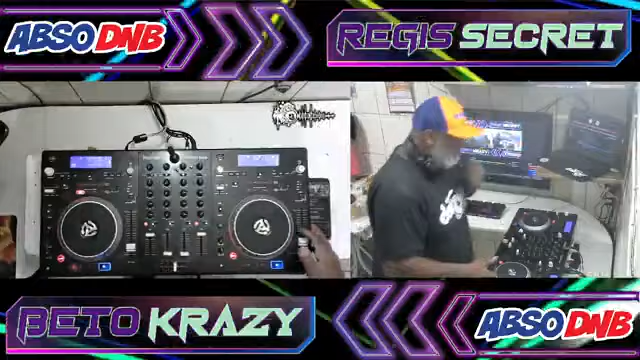 ABSO DNB
REGIS SECRET
BETO KRAZY
ABSO DNB